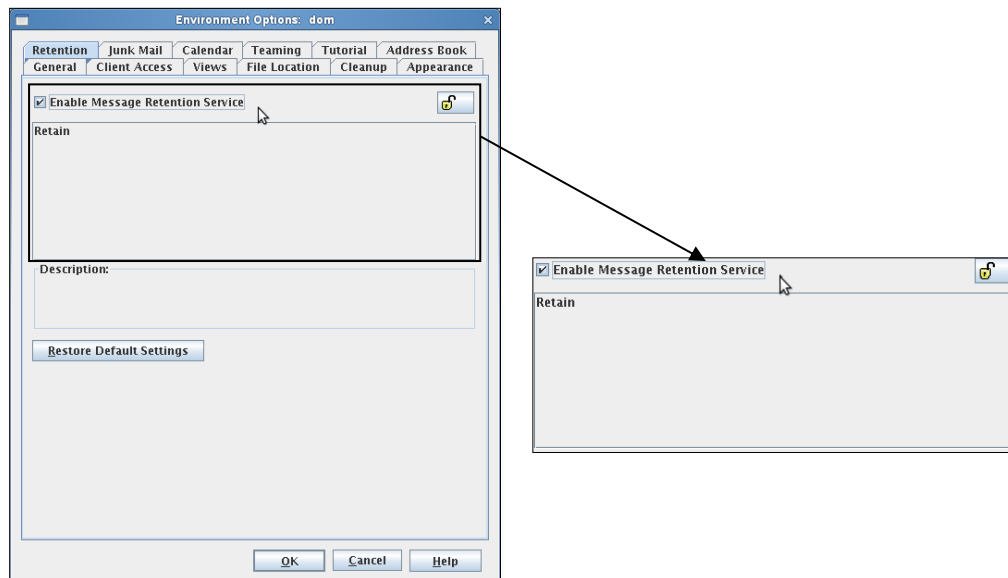 Environment Options: dom
Retention Junk Mail Calendar Teaming Tutorial Address Book
General Client Access Views File Location Cleanup Appearance
Enable Message Retention Service
Retain
Description:
Restore Default Settings
OK Cancel Help
Enable Message Retention Service
Retain